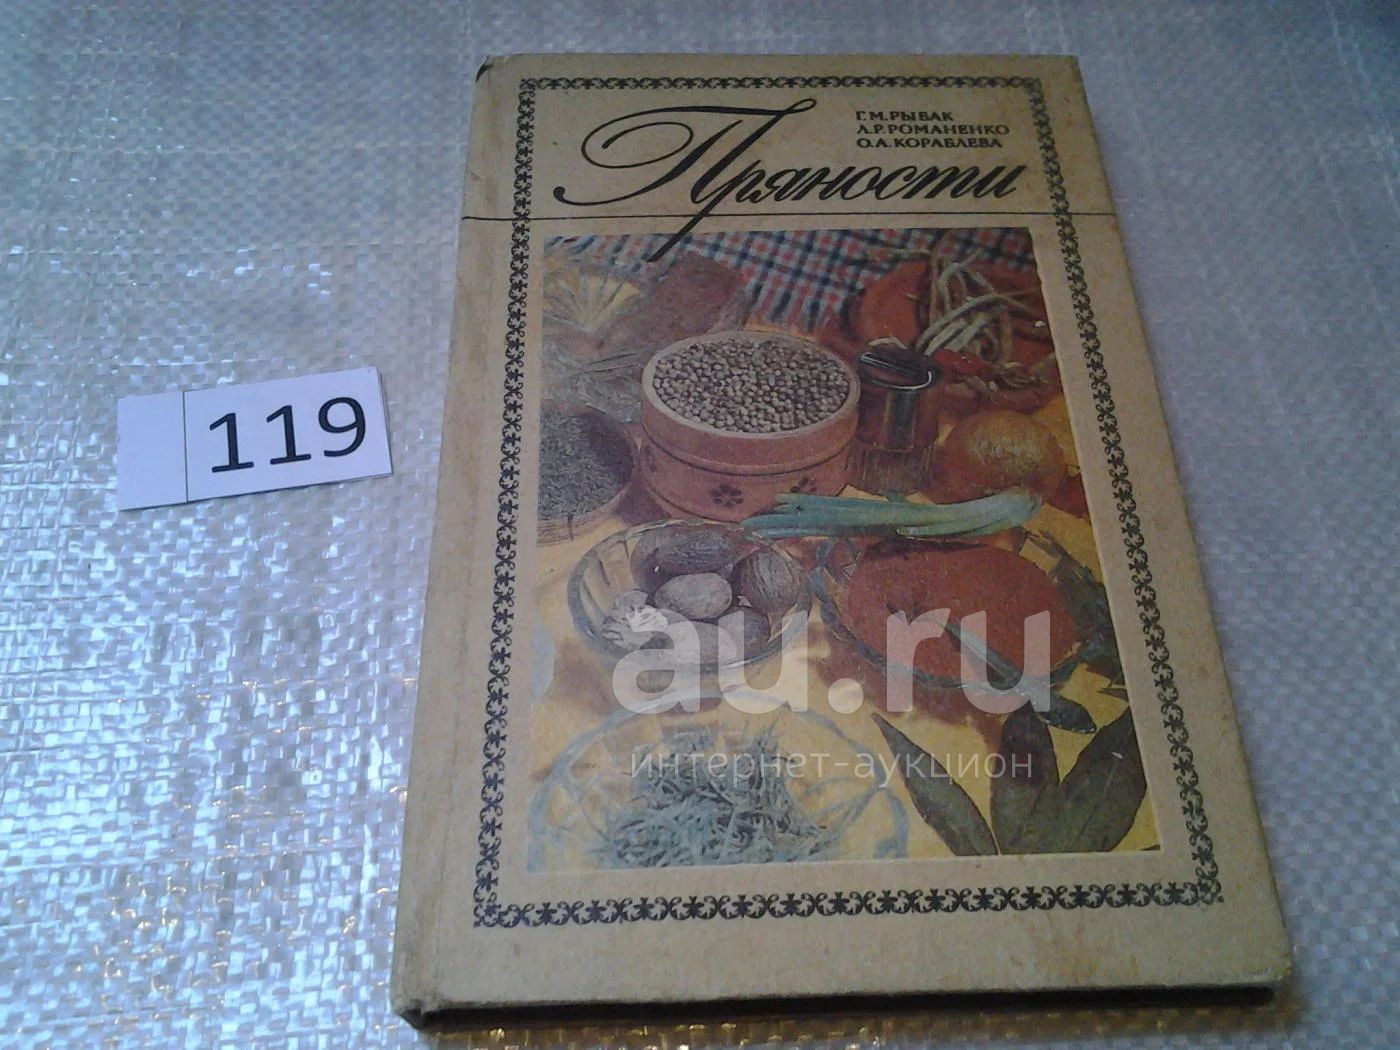 Г.М.РЫБАК
Л.Р.РОМАНЕНКО
О.А.КОРАБЛЕВА
Пряности
119
au.ru
интернет-аукцион